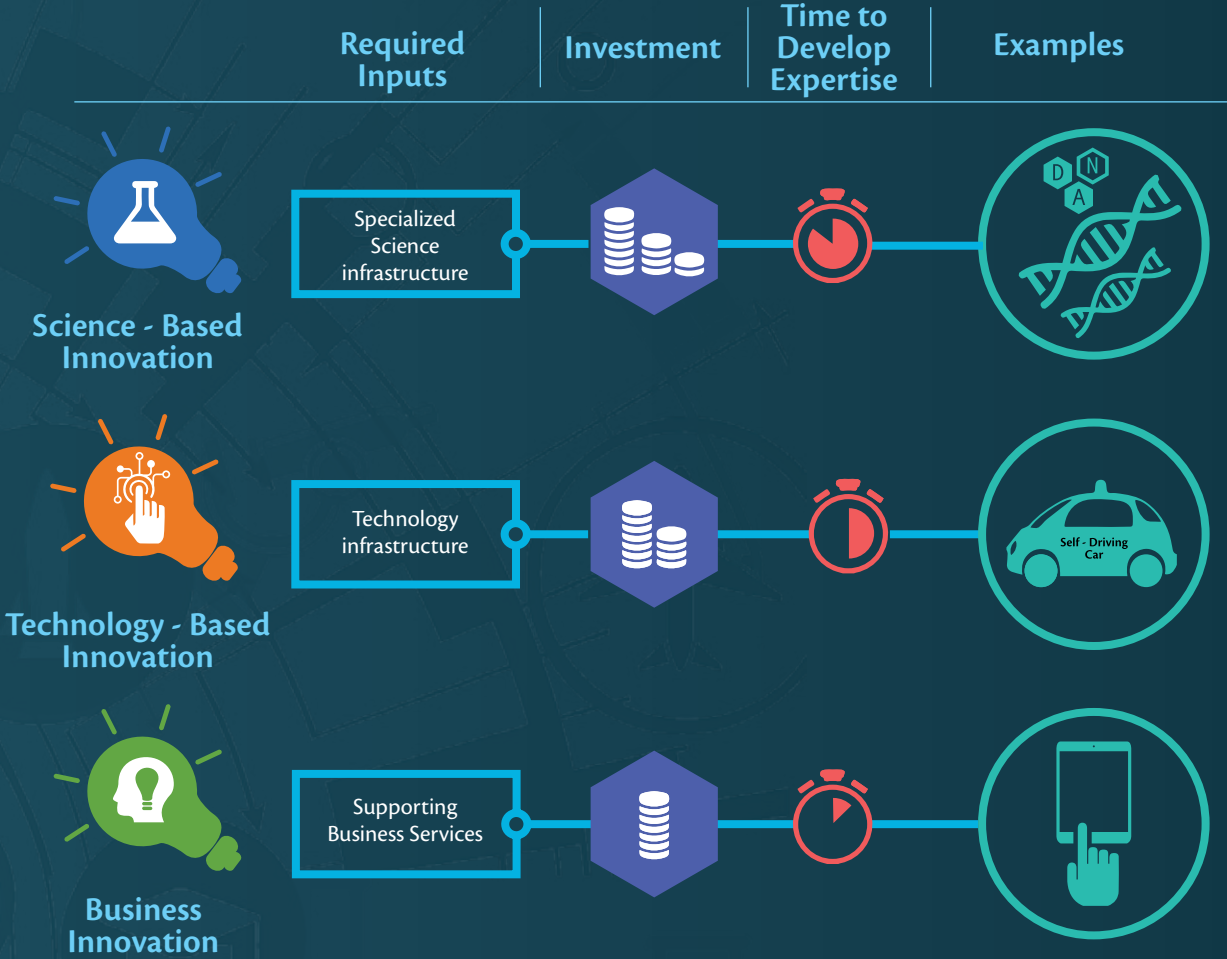 Required
Inputs
Investment
Time to
Develop
Expertise
Examples
Science - Based
Innovation
Specialized
Science
infrastructure
D
N
A
Technology - Based
Innovation
Technology
infrastructure
Self - Driving
Car
Business
Innovation
Supporting
Business Services